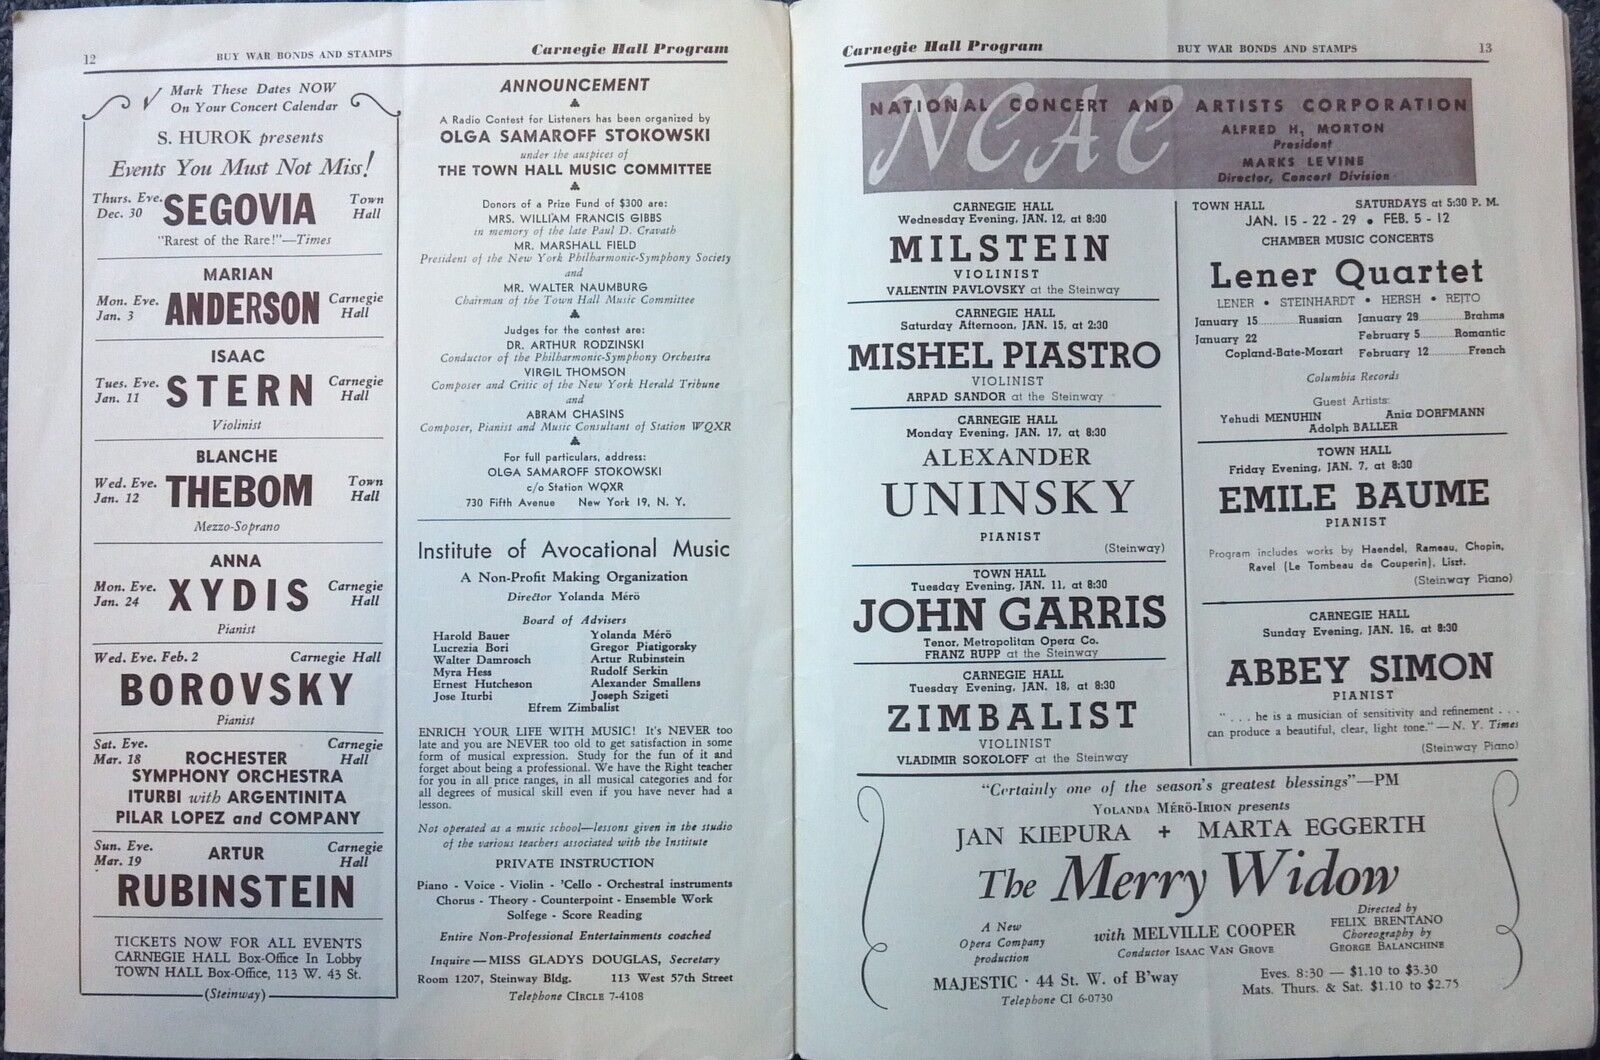 12
BUY WAR BONDS AND STAMPS
Carnegie Hall Program
Mark These Dates NOW
On Your Concert Calendar
S. HUROK presents
Events You Must Not Miss!
Thurs. Eve.
Dec. 30
SEGOVIA
Town
Hall
"Rarest of the Rare!"—Times
MARIAN
Mon. Eve.
Jan. 3
ANDERSON
Carnegie
Hall
ISAAC
Tues. Eve.
Jan. 11
STERN
Carnegie
Hall
Violinist
BLANCHE
Wed. Eve.
Jan. 12
THEBOM
Town
Hall
Mezzo-Soprano
ANNA
Mon. Eve.
Jan. 24
XYDIS
Carnegie
Hall
Pianist
Wed. Eve. Feb. 2 Carnegie Hall
BOROVSKY
Pianist
Sat. Eve.
Mar. 18
Carnegie
Hall
ROCHESTER
SYMPHONY ORCHESTRA
ITURBI with ARGENTINITA
PILAR LOPEZ and COMPANY
Sun. Eve.
Mar. 19
ARTUR
Carnegie
Hall
RUBINSTEIN
TICKETS NOW FOR ALL EVENTS
CARNEGIE HALL Box-Office In Lobby
TOWN HALL Box-Office, 113 W. 43 St.
(Steinway)
ANNOUNCEMENT
A Radio Contest for Listeners has been organized by
OLGA SAMAROFF STOKOWSKI
under the auspices of
THE TOWN HALL MUSIC COMMITTEE
Donors of a Prize Fund of $300 are:
MRS. WILLIAM FRANCIS GIBBS
in memory of the late Paul D. Cravath
MR. MARSHALL FIELD
President of the New York Philharmonic-Symphony Society
and
MR. WALTER NAUMBURG
Chairman of the Town Hall Music Committee
Judges for the contest are:
DR. ARTHUR RODZINSKI
Conductor of the Philharmonic-Symphony Orchestra
VIRGIL THOMSON
Composer and Critic of the New York Herald Tribune
and
ABRAM CHASINS
Composer, Pianist and Music Consultant of Station WQXR
For full particulars, address:
OLGA SAMAROFF STOKOWSKI
c/o Station WQXR
730 Fifth Avenue New York 19, N. Y.
Institute of Avocational Music
A Non-Profit Making Organization
Director Yolanda Mérö
Board of Advisers
Harold Bauer Yolanda Mérö
Lucrezia Bori Gregor Piatigorsky
Walter Damrosch Artur Rubinstein
Myra Hess Rudolf Serkin
Ernest Hutcheson Alexander Smallens
Jose Iturbi Joseph Szigeti
Efrem Zimbalist
ENRICH YOUR LIFE WITH MUSIC! It's NEVER too
late and you are NEVER too old to get satisfaction in some
form of musical expression. Study for the fun of it and
forget about being a professional. We have the Right teacher
for you in all price ranges, in all musical categories and for
all degrees of musical skill even if you have never had a
lesson.
Not operated as a music school—lessons given in the studio
of the various teachers associated with the Institute
PRIVATE INSTRUCTION
Piano - Voice - Violin - 'Cello - Orchestral instruments
Chorus - Theory - Counterpoint - Ensemble Work
Solfege - Score Reading
Entire Non-Professional Entertainments coached
Inquire—MISS GLADYS DOUGLAS, Secretary
Room 1207, Steinway Bldg. 113 West 57th Street
Telephone CIRCLE 7-4108
Carnegie Hall Program
BUY WAR BONDS AND STAMPS
13
NCAC
NATIONAL CONCERT AND ARTISTS CORPORATION
ALFRED H. MORTON
President
MARKS LEVINE
Director, Concert Division
CARNEGIE HALL
Wednesday Evening, JAN. 12, at 8:30
MILSTEIN
VIOLINIST
VALENTIN PAVLOVSKY at the Steinway
CARNEGIE HALL
Saturday Afternoon, JAN. 15, at 2:30
MISHEL PIASTRO
VIOLINIST
ARPAD SANDOR at the Steinway
CARNEGIE HALL
Monday Evening, JAN. 17, at 8:30
ALEXANDER
UNINSKY
PIANIST
(Steinway)
TOWN HALL
Tuesday Evening, JAN. 11, at 8:30
JOHN GARRIS
Tenor, Metropolitan Opera Co.
FRANZ RUPP at the Steinway
CARNEGIE HALL
Tuesday Evening, JAN. 18, at 8:30
ZIMBALIST
VIOLINIST
VLADIMIR SOKOLOFF at the Steinway
TOWN HALL SATURDAYS at 5:30 P. M.
JAN. 15 - 22 - 29 • FEB. 5 - 12
CHAMBER MUSIC CONCERTS
Lener Quartet
LENER • STEINHARDT • HERSH • REJTO
January 15..........Russian
January 22
Copland-Bate-Mozart
January 29..........Brahms
February 5..........Romantic
February 12..........French
Columbia Records
Guest Artists:
Yehudi MENUHIN Ania DORFMANN
Adolph BALLER
TOWN HALL
Friday Evening, JAN. 7, at 8:30
EMILE BAUME
PIANIST
Program includes works by Haendel, Rameau, Chopin,
Ravel (Le Tombeau de Couperin), Liszt.
(Steinway Piano)
CARNEGIE HALL
Sunday Evening, JAN. 16, at 8:30
ABBEY SIMON
PIANIST
". . . he is a musician of sensitivity and refinement . . .
can produce a beautiful, clear, light tone."—N. Y. Times
(Steinway Piano)
"Certainly one of the season's greatest blessings"—PM
YOLANDA MÉRÖ-IRION presents
JAN KIEPURA + MARTA EGGERTH
The Merry Widow
A New
Opera Company
production
with MELVILLE COOPER
Conductor ISAAC VAN GROVE
Directed by
FELIX BRENTANO
Choreography by
GEORGE BALANCHINE
MAJESTIC · 44 St. W. of B'way
Telephone CI 6-0730
Eves. 8:30 — $1.10 to $3.30
Mats. Thurs. & Sat. $1.10 to $2.75